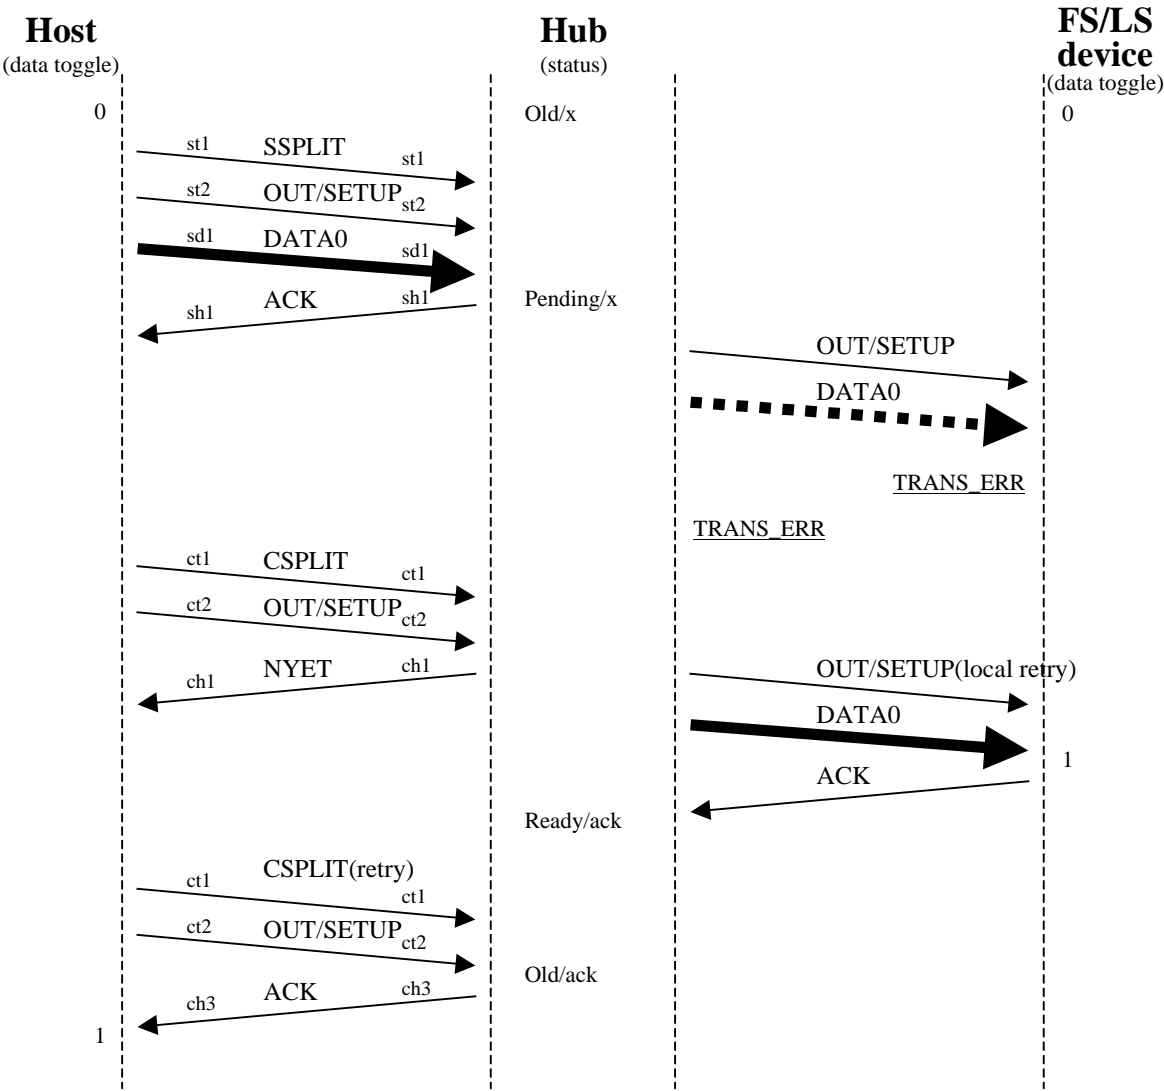 Host
(data toggle)
Hub
(status)
FS/LS
device
(data toggle)
0
Old/x
0
st1 SSPLIT st1
st2 OUT/SETUP st2
sd1 DATA0 sd1
sh1 ACK sh1
Pending/x
OUT/SETUP
DATA0
TRANS_ERR
TRANS_ERR
ct1 CSPLIT ct1
ct2 OUT/SETUP ct2
ch1 NYET ch1
OUT/SETUP(local retry)
DATA0
1
ACK
Ready/ack
ct1 CSPLIT(retry) ct1
ct2 OUT/SETUP ct2
Old/ack
ch3 ACK ch3
1